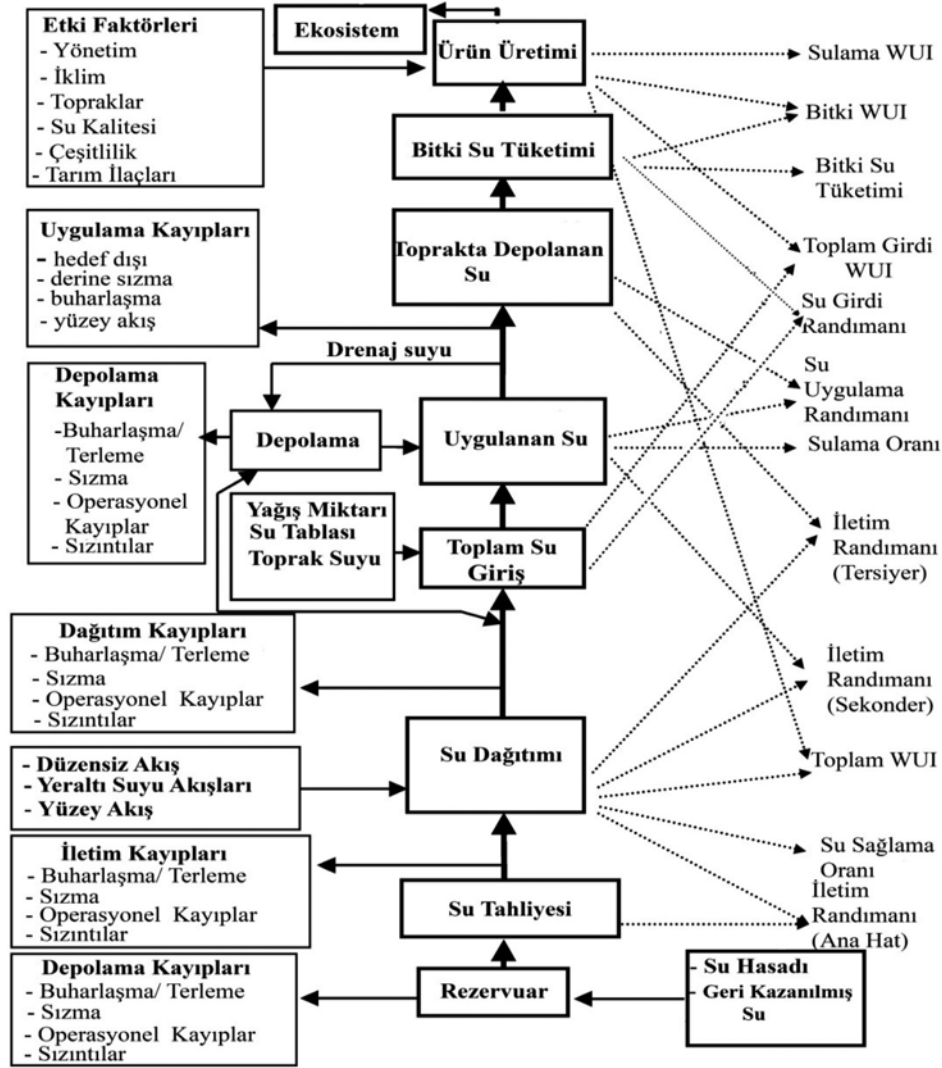 Etki Faktörleri
- Yönetim
- İklim
- Topraklar
- Su Kalitesi
- Çeşitlilik
- Tarım İlaçları
Ekosistem
Ürün Üretimi
Bitki Su Tüketimi
Uygulama Kayıpları
- hedef dışı
- derine sızma
- buharlaşma
- yüzey akış
Toprakta Depolanan
Su
Drenaj suyu
Depolama
Kayıpları
-Buharlaşma/
Terleme
- Sızma
- Operasyonel
Kayıplar
- Sızıntılar
Depolama
Uygulanan Su
Yağış Miktarı
Su Tablası
Toprak Suyu
Toplam Su
Giriş
Dağıtım Kayıpları
- Buharlaşma/ Terleme
- Sızma
- Operasyonel Kayıplar
- Sızıntılar
Su Dağıtımı
- Düzensiz Akış
- Yeraltı Suyu Akışları
- Yüzey Akış
İletim Kayıpları
- Buharlaşma/ Terleme
- Sızma
- Operasyonel Kayıplar
- Sızıntılar
Su Tahliyesi
Depolama Kayıpları
- Buharlaşma/ Terleme
- Sızma
- Operasyonel Kayıplar
- Sızıntılar
Rezervuar
- Su Hasadı
- Geri Kazanılmış
Su
Sulama WUI
Bitki WUI
Bitki Su
Tüketimi
Toplam Girdi
WUI
Su Girdi
Randımanı
Su
Uygulama
Randımanı
Sulama Oranı
İletim
Randımanı
(Tersiyer)
İletim
Randımanı
(Sekonder)
Toplam WUI
Su Sağlama
Oranı
İletim
Randımanı
(Ana Hat)